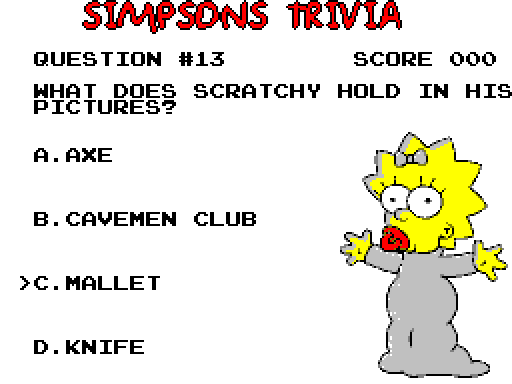 SIMPSONS TRIVIA
QUESTION #13 SCORE 000
WHAT DOES SCRATCHY HOLD IN HIS
PICTURES?
A.AXE
B.CAVEMEN CLUB
>C.MALLET
D.KNIFE